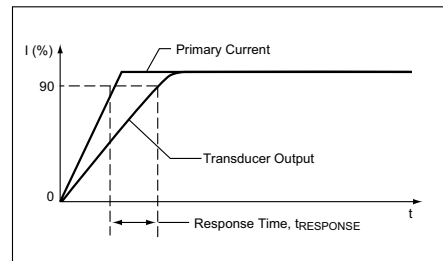 I (%)
Primary Current
90
Transducer Output
0
t
Response Time, tRESPONSE